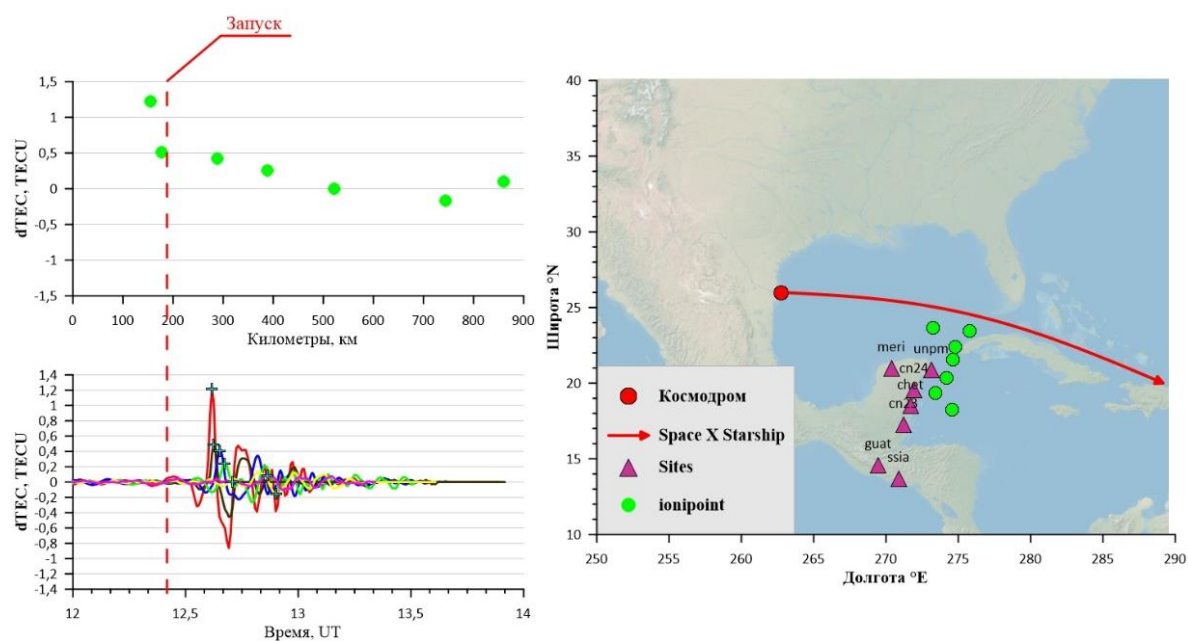 Запуск
1,5
1
0,5
0
-0,5
-1
-1,5
dTEC, TECU
0 100 200 300 400 500 600 700 800 900
Километры, км
1,4
1,2
1
0,8
0,6
0,4
0,2
0
-0,2
-0,4
-0,6
-0,8
-1
-1,2
-1,4
dTEC, TECU
12 12,5 13 13,5 14
Время, UT
40
35
30
25
20
15
10
Широта °N
meri unpm
cn24
chet
cn23
guat
ssia
Космодром
Space X Starship
Sites
ionipoint
250 255 260 265 270 275 280 285 290
Долгота °E